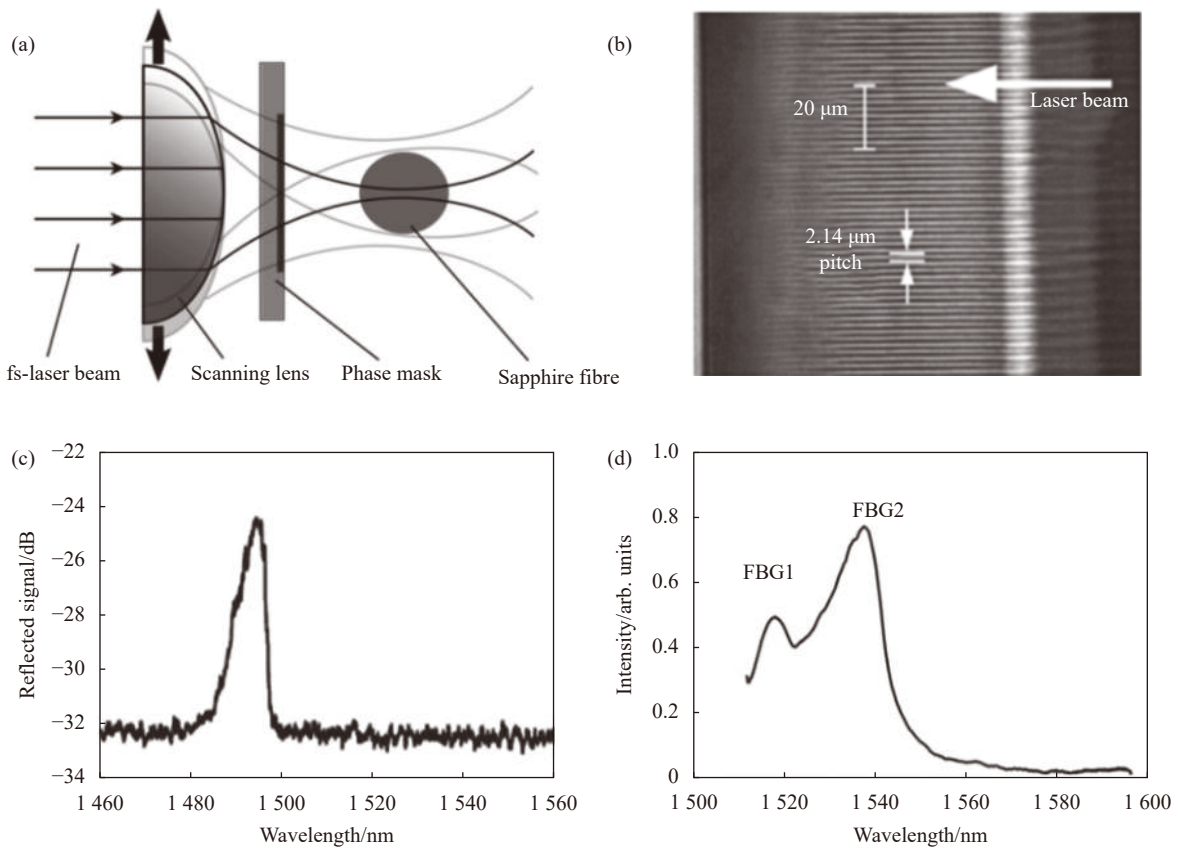 (a)
fs-laser beam
Scanning lens
Phase mask
Sapphire fibre
(b)
20 μm
Laser beam
2.14 μm
pitch
(c)
−22
−24
−26
−28
−30
−32
−34
Reflected signal/dB
1 460
1 480
1 500
1 520
1 540
1 560
Wavelength/nm
(d)
1.0
0.8
0.6
0.4
0.2
0
Intensity/arb. units
FBG1
FBG2
1 500
1 520
1 540
1 560
1 580
1 600
Wavelength/nm